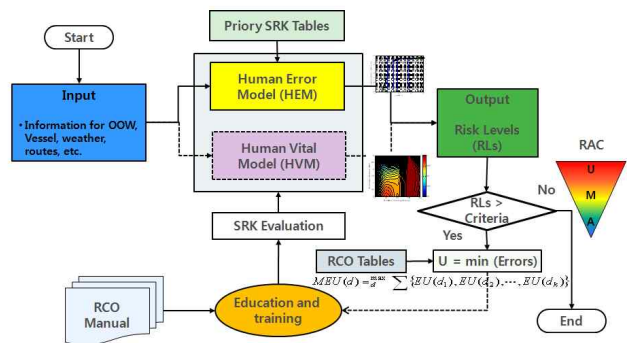 Start
Priory SRK Tables
Input
• Information for OOW,
Vessel, weather,
routes, etc.
Human Error
Model (HEM)
Human Vital
Model (HVM)
Output
Risk Levels
(RLs)
RAC
U
M
A
No
RLs >
Criteria
Yes
SRK Evaluation
RCO Tables
U = min (Errors)
MEU(d) = max d ∑ {EU(d₁), EU(d₂), ⋯, EU(dₖ)}
RCO
Manual
Education and
training
End